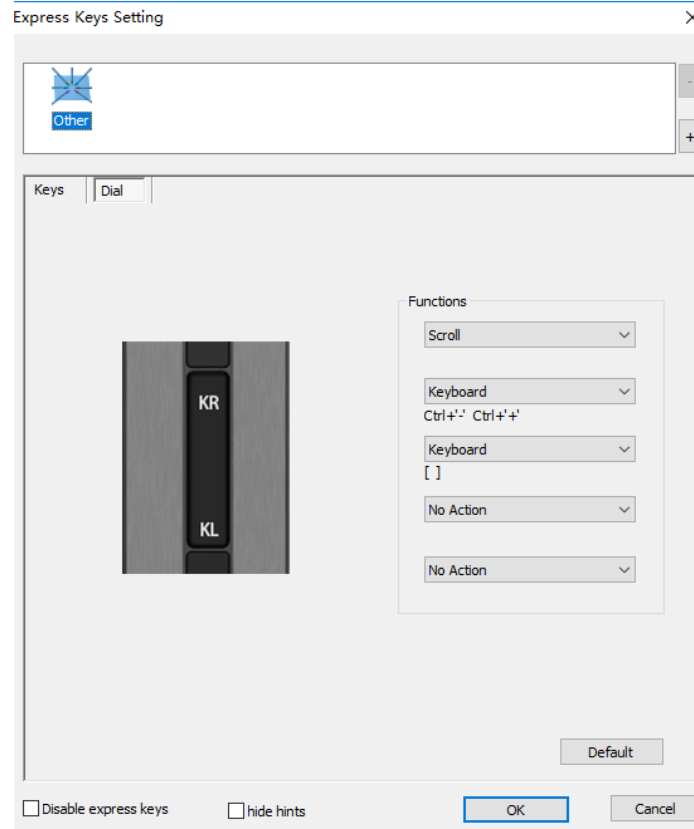 Express Keys Setting
Other
-
+
Keys
Dial
Functions
Scroll
KR
Keyboard
Ctrl+'-' Ctrl+'+'
Keyboard
[ ]
No Action
KL
No Action
Default
Disable express keys
hide hints
OK
Cancel